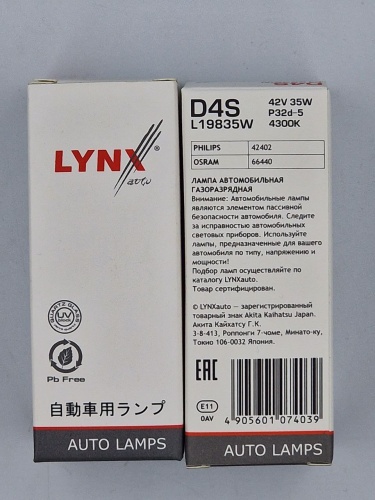 LYNX®
auto
QUARTZ GLASS
UV
Pb Free
自動車用ランプ
AUTO LAMPS
D4S
D4S 42V 35W
L19835W P32d-5
4300K
PHILIPS 42402
OSRAM 66440
ЛАМПА АВТОМОБИЛЬНАЯ
ГАЗОРАЗРЯДНАЯ
Внимание: Автомобильные лампы
являются элементом пассивной
безопасности автомобиля. Следите
за исправностью автомобильных
световых приборов. Используйте
лампы, предназначенные для вашего
автомобиля по типу, напряжению и
мощности!
Подбор ламп осуществляйте по
каталогу LYNXauto.
Товар сертифицирован.
© LYNXauto — зарегистрированный
товарный знак Akita Kaihatsu Japan.
Акита Кайхатсу Г.К.
3-8-413, Роппонги 7-чоме, Минато-ку,
Токио 106-0032 Япония.
EAC
E11
0AV
4 905601 074039
AUTO LAMPS